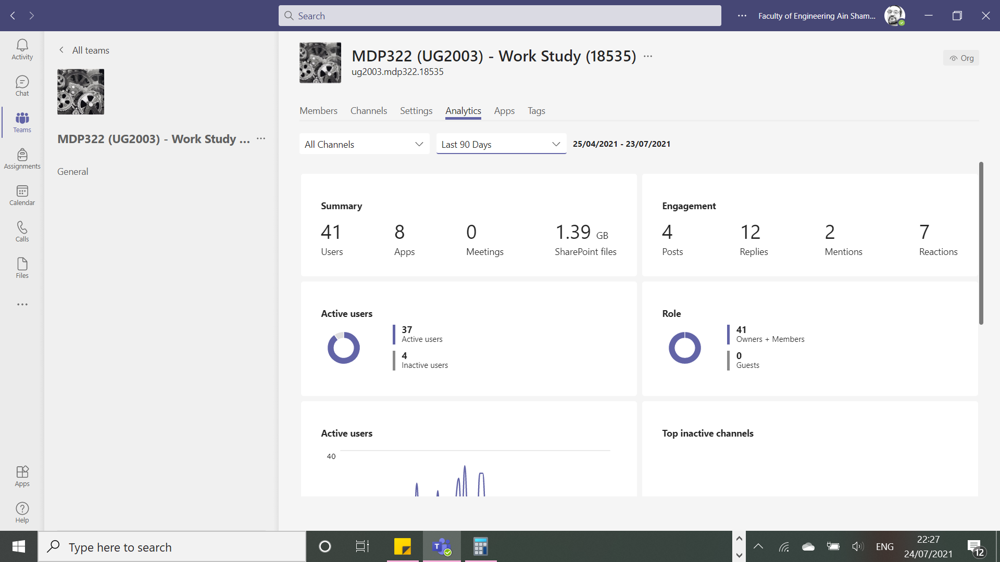 Search
Faculty of Engineering Ain Sham...
Activity
Chat
Teams
Assignments
Calendar
Calls
Files
Apps
Help
All teams
MDP322 (UG2003) - Work Study ...
General
MDP322 (UG2003) - Work Study (18535)
ug2003.mdp322.18535
Org
Members Channels Settings Analytics Apps Tags
All Channels
Last 90 Days
25/04/2021 - 23/07/2021
Summary
41 8 0 1.39 GB
Users Apps Meetings SharePoint files
Engagement
4 12 2 7
Posts Replies Mentions Reactions
Active users
37
Active users
4
Inactive users
Role
41
Owners + Members
0
Guests
Active users
40
Top inactive channels
Type here to search
T
ENG
22:27
24/07/2021
12